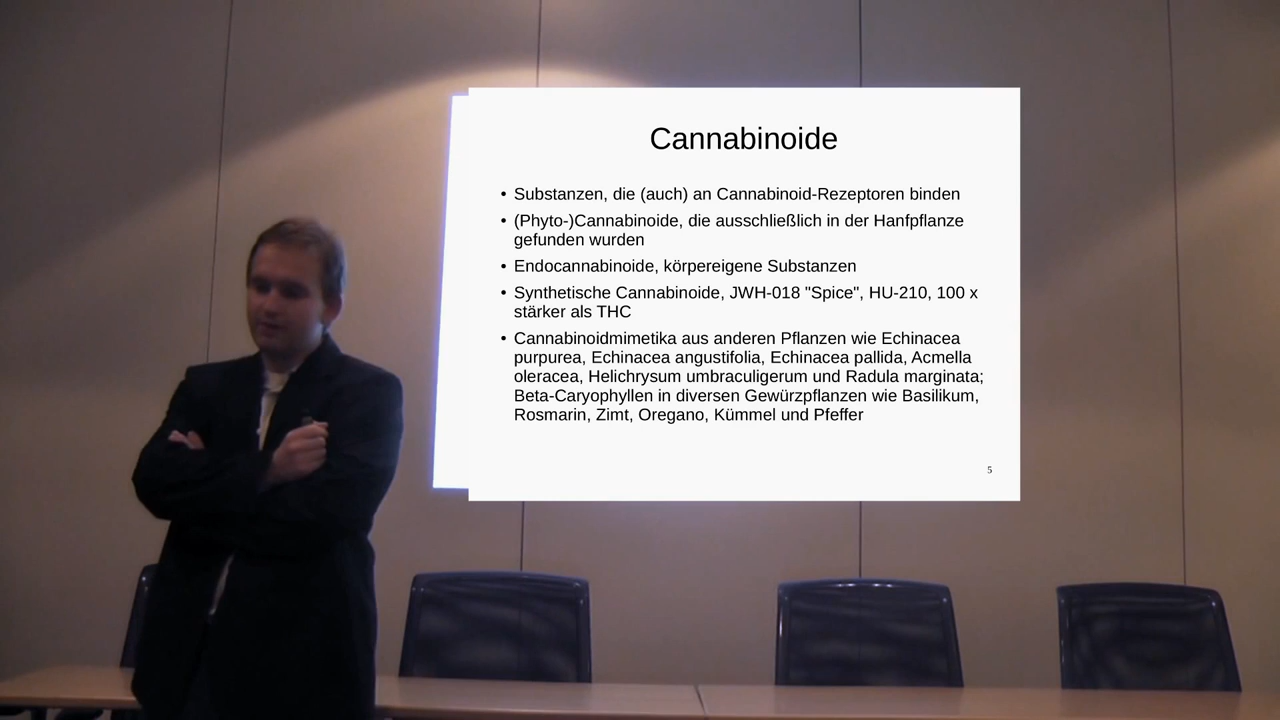 Cannabinoide
• Substanzen, die (auch) an Cannabinoid-Rezeptoren binden
• (Phyto-)Cannabinoide, die ausschließlich in der Hanfpflanze
gefunden wurden
• Endocannabinoide, körpereigene Substanzen
• Synthetische Cannabinoide, JWH-018 "Spice", HU-210, 100 x
stärker als THC
• Cannabinoidmimetika aus anderen Pflanzen wie Echinacea
purpurea, Echinacea angustifolia, Echinacea pallida, Acmella
oleracea, Helichrysum umbraculigerum und Radula marginata;
Beta-Caryophyllen in diversen Gewürzpflanzen wie Basilikum,
Rosmarin, Zimt, Oregano, Kümmel und Pfeffer
5